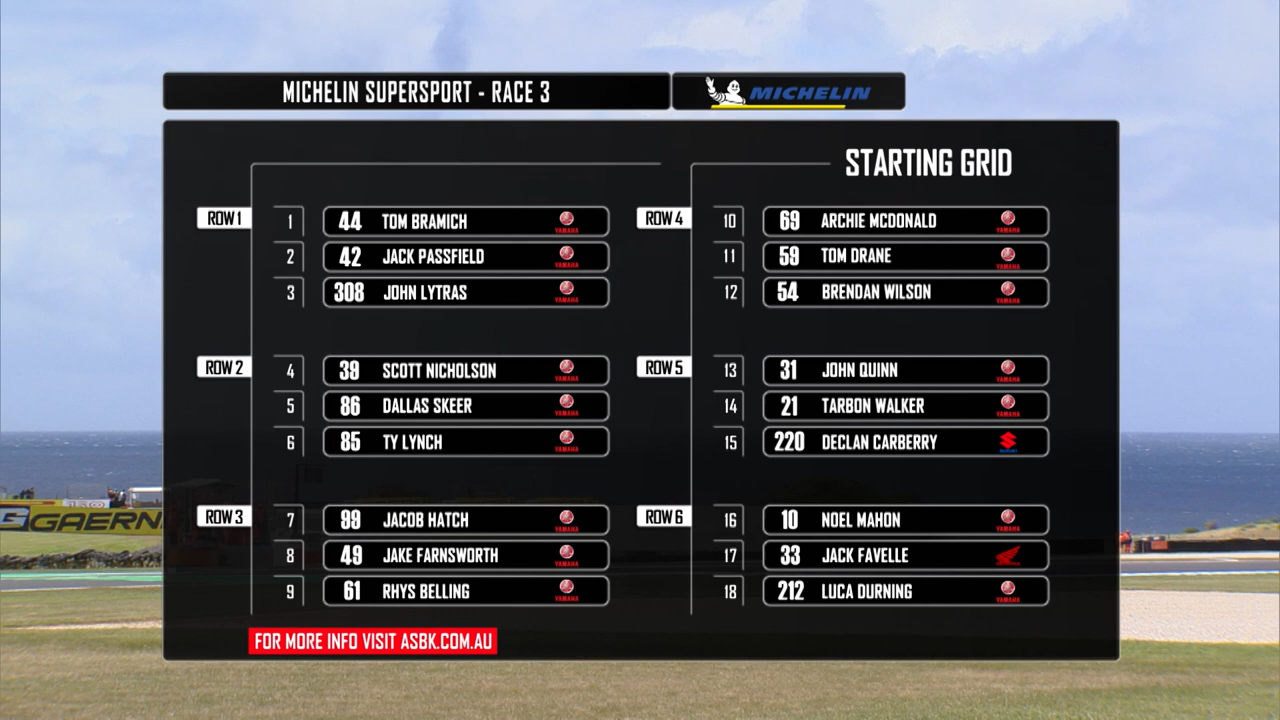 MICHELIN SUPERSPORT - RACE 3
MICHELIN
STARTING GRID
ROW 1
1 44 TOM BRAMICH YAMAHA
2 42 JACK PASSFIELD YAMAHA
3 308 JOHN LYTRAS YAMAHA
ROW 2
4 39 SCOTT NICHOLSON YAMAHA
5 86 DALLAS SKEER YAMAHA
6 85 TY LYNCH YAMAHA
ROW 3
7 99 JACOB HATCH YAMAHA
8 49 JAKE FARNSWORTH YAMAHA
9 61 RHYS BELLING YAMAHA
ROW 4
10 69 ARCHIE MCDONALD YAMAHA
11 59 TOM DRANE YAMAHA
12 54 BRENDAN WILSON YAMAHA
ROW 5
13 31 JOHN QUINN YAMAHA
14 21 TARBON WALKER YAMAHA
15 220 DECLAN CARBERRY SUZUKI
ROW 6
16 10 NOEL MAHON YAMAHA
17 33 JACK FAVELLE
18 212 LUCA DURNING YAMAHA
FOR MORE INFO VISIT ASBK.COM.AU
GAERN